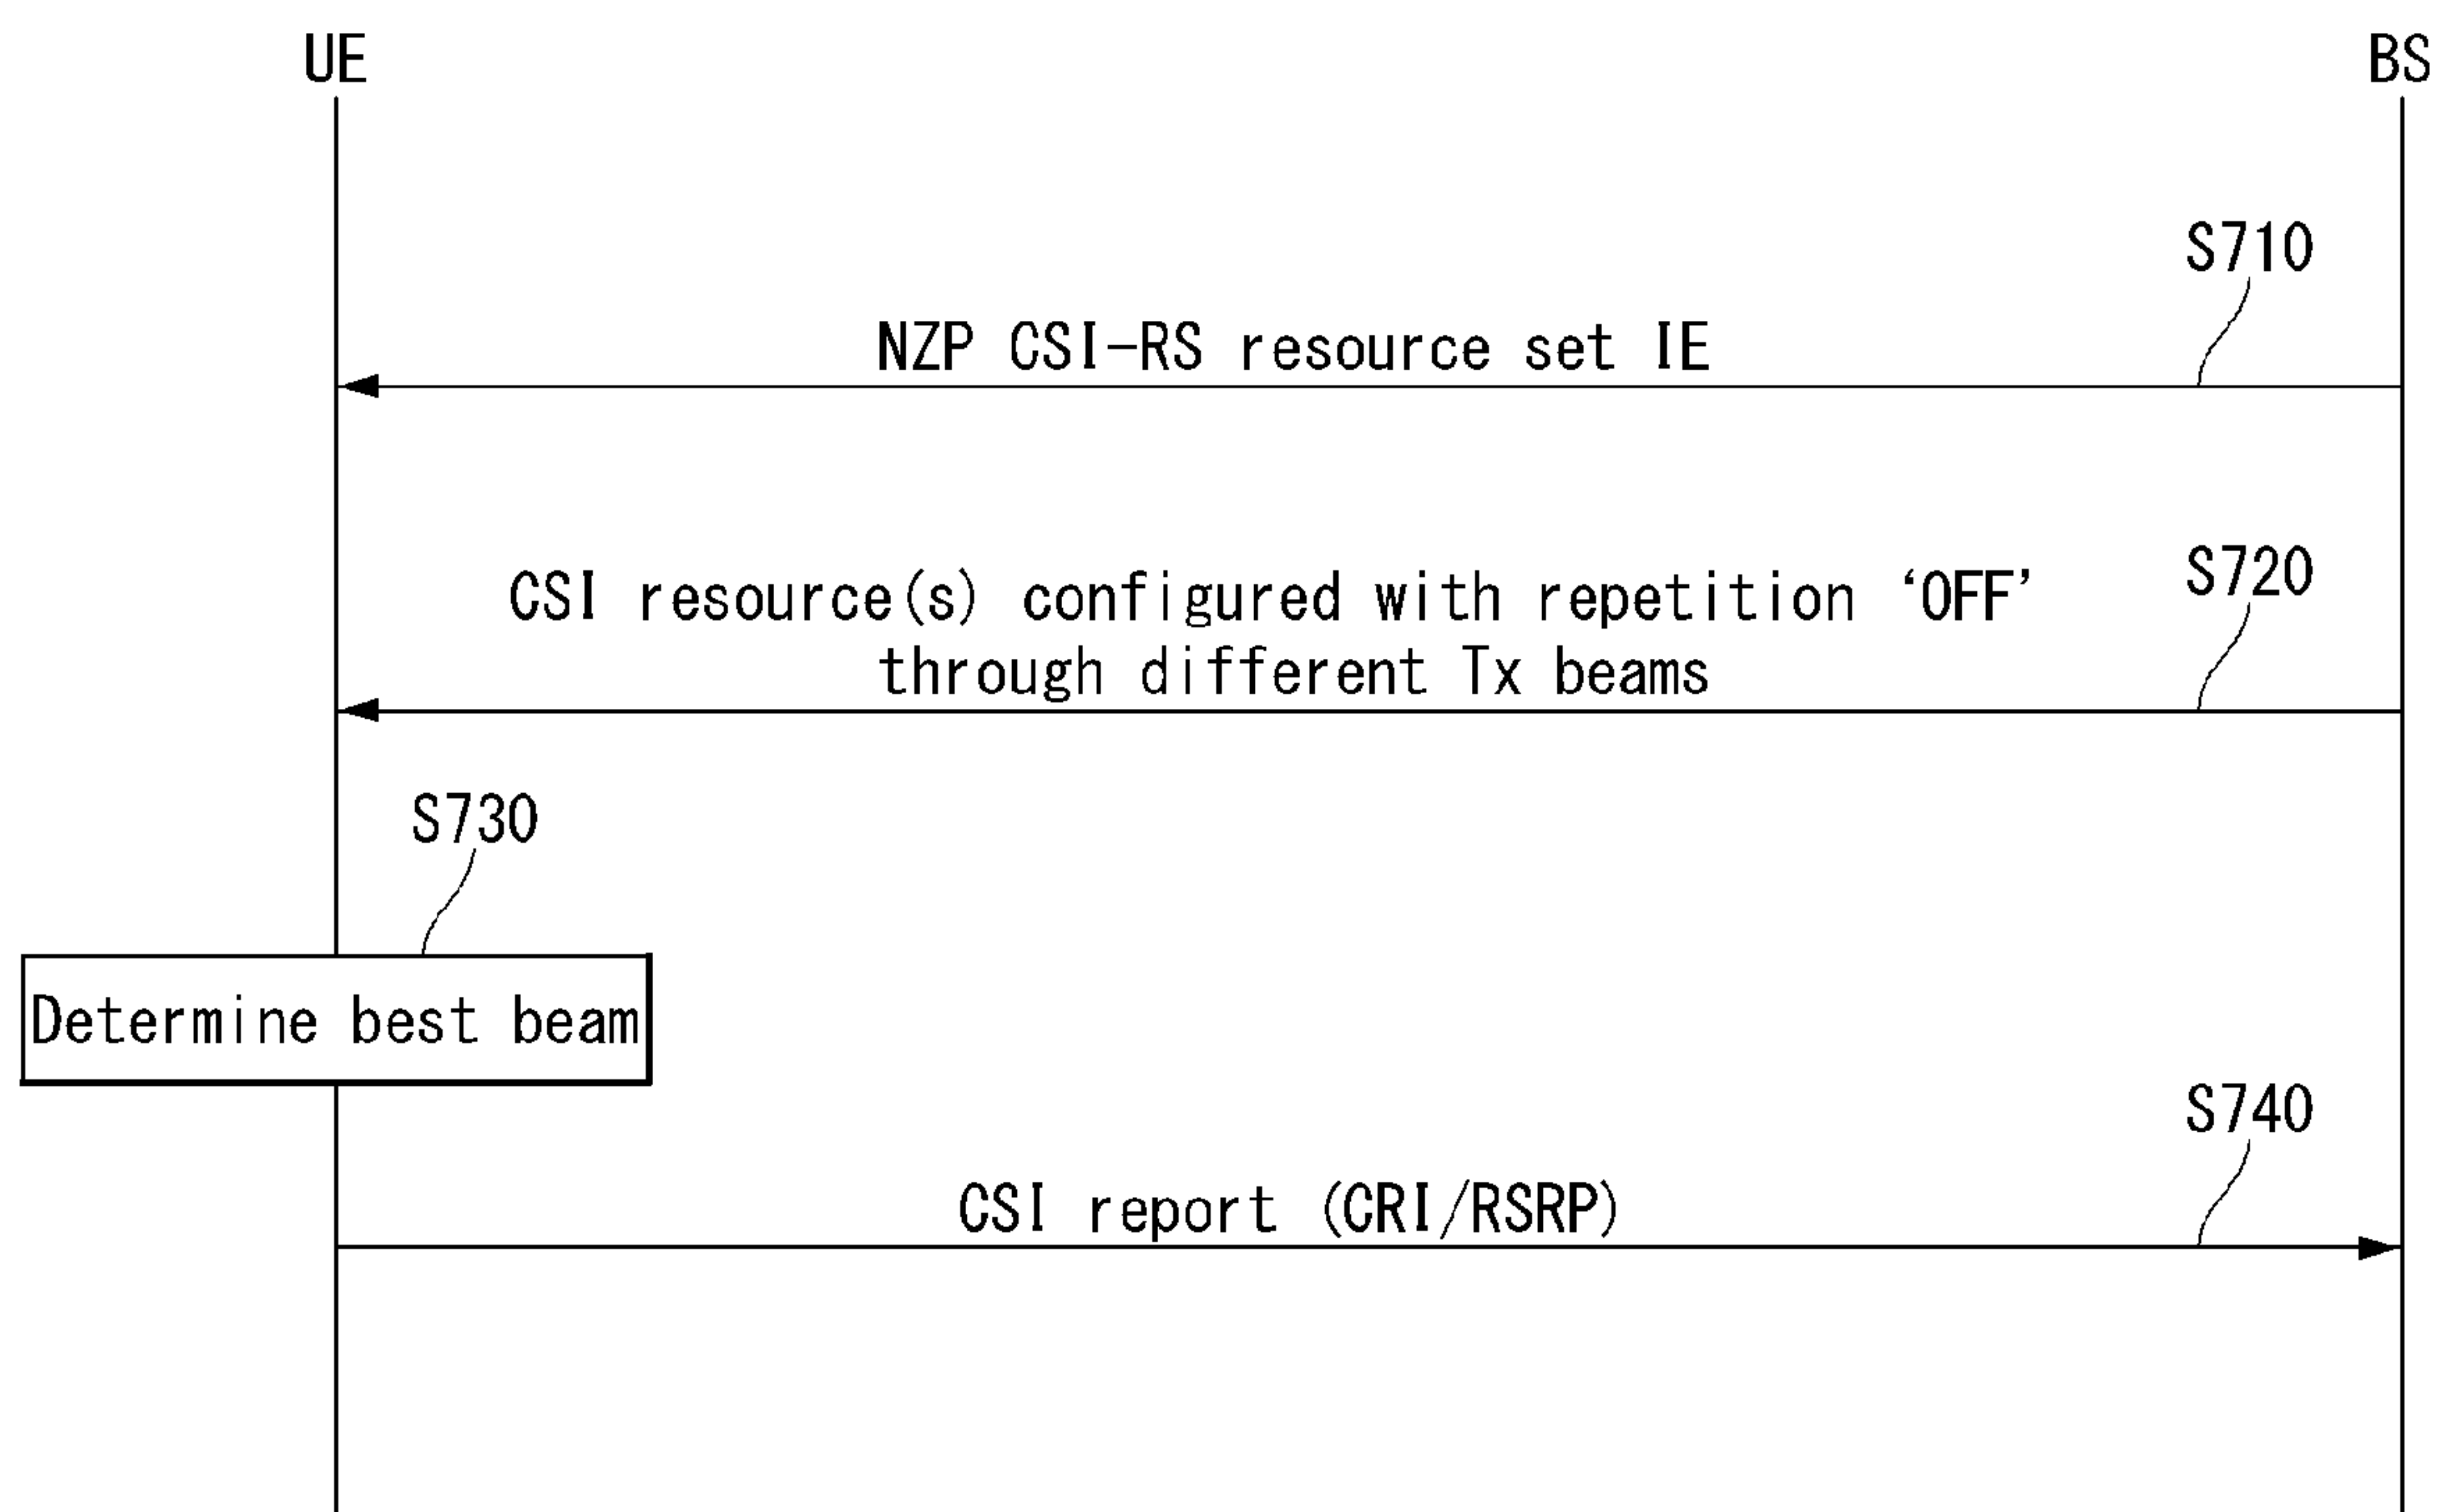 UE
BS
S710
NZP CSI-RS resource set IE
S720
CSI resource(s) configured with repetition ‘OFF’
through different Tx beams
S730
Determine best beam
S740
CSI report (CRI/RSRP)